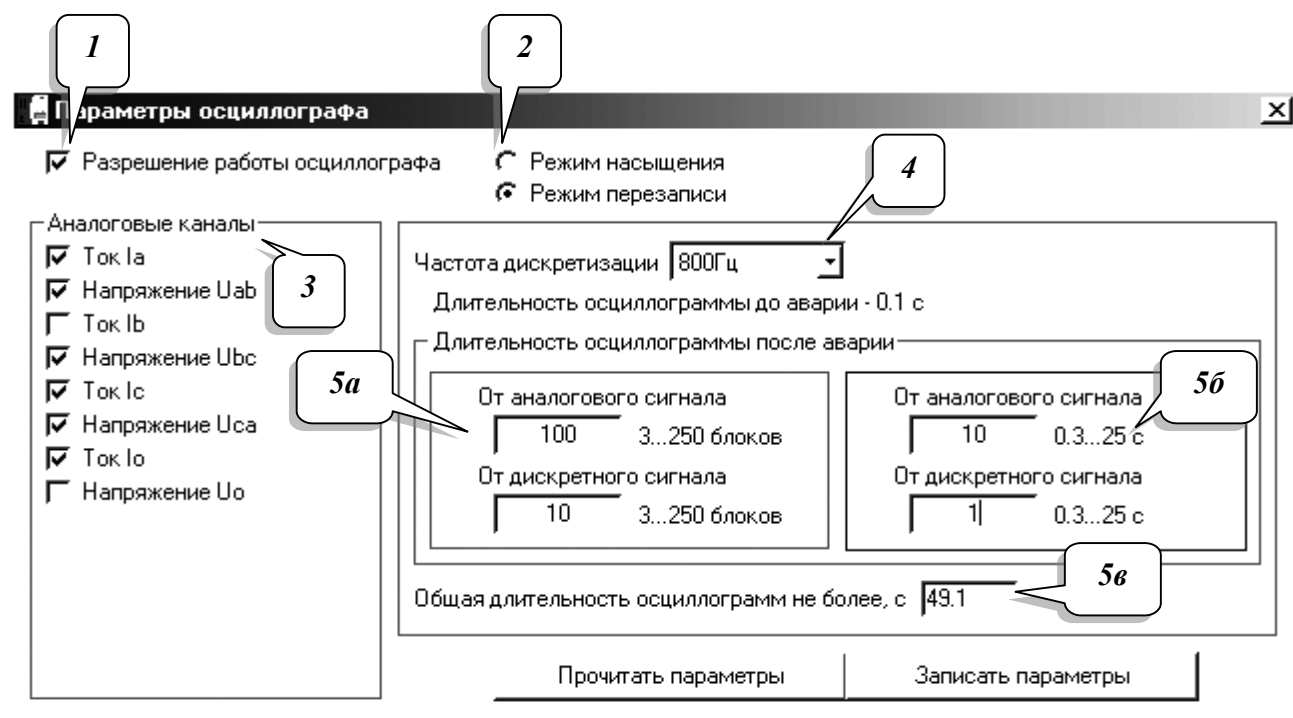 1
2
Параметры осциллографа
Разрешение работы осциллографа
Режим насыщения
Режим перезаписи
4
Аналоговые каналы
3
Ток Ia
Напряжение Uab
Ток Ib
Напряжение Ubc
Ток Ic
Напряжение Uca
Ток Io
Напряжение Uo
Частота дискретизации 800Гц
Длительность осциллограммы до аварии - 0.1 с
Длительность осциллограммы после аварии
5а
От аналогового сигнала
100 3...250 блоков
От дискретного сигнала
10 3...250 блоков
5б
От аналогового сигнала
10 0.3...25 с
От дискретного сигнала
1 0.3...25 с
5в
Общая длительность осциллограмм не более, с 49.1
Прочитать параметры
Записать параметры